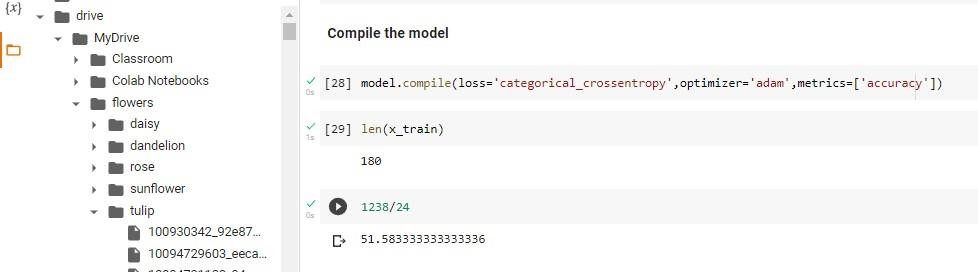 {x}
drive
MyDrive
Classroom
Colab Notebooks
flowers
daisy
dandelion
rose
sunflower
tulip
100930342_92e87...
10094729603_eeca...
Compile the model
[28] model.compile(loss='categorical_crossentropy',optimizer='adam',metrics=['accuracy'])
0s
[29] len(x_train)
1s
180
1238/24
0s
51.583333333333336